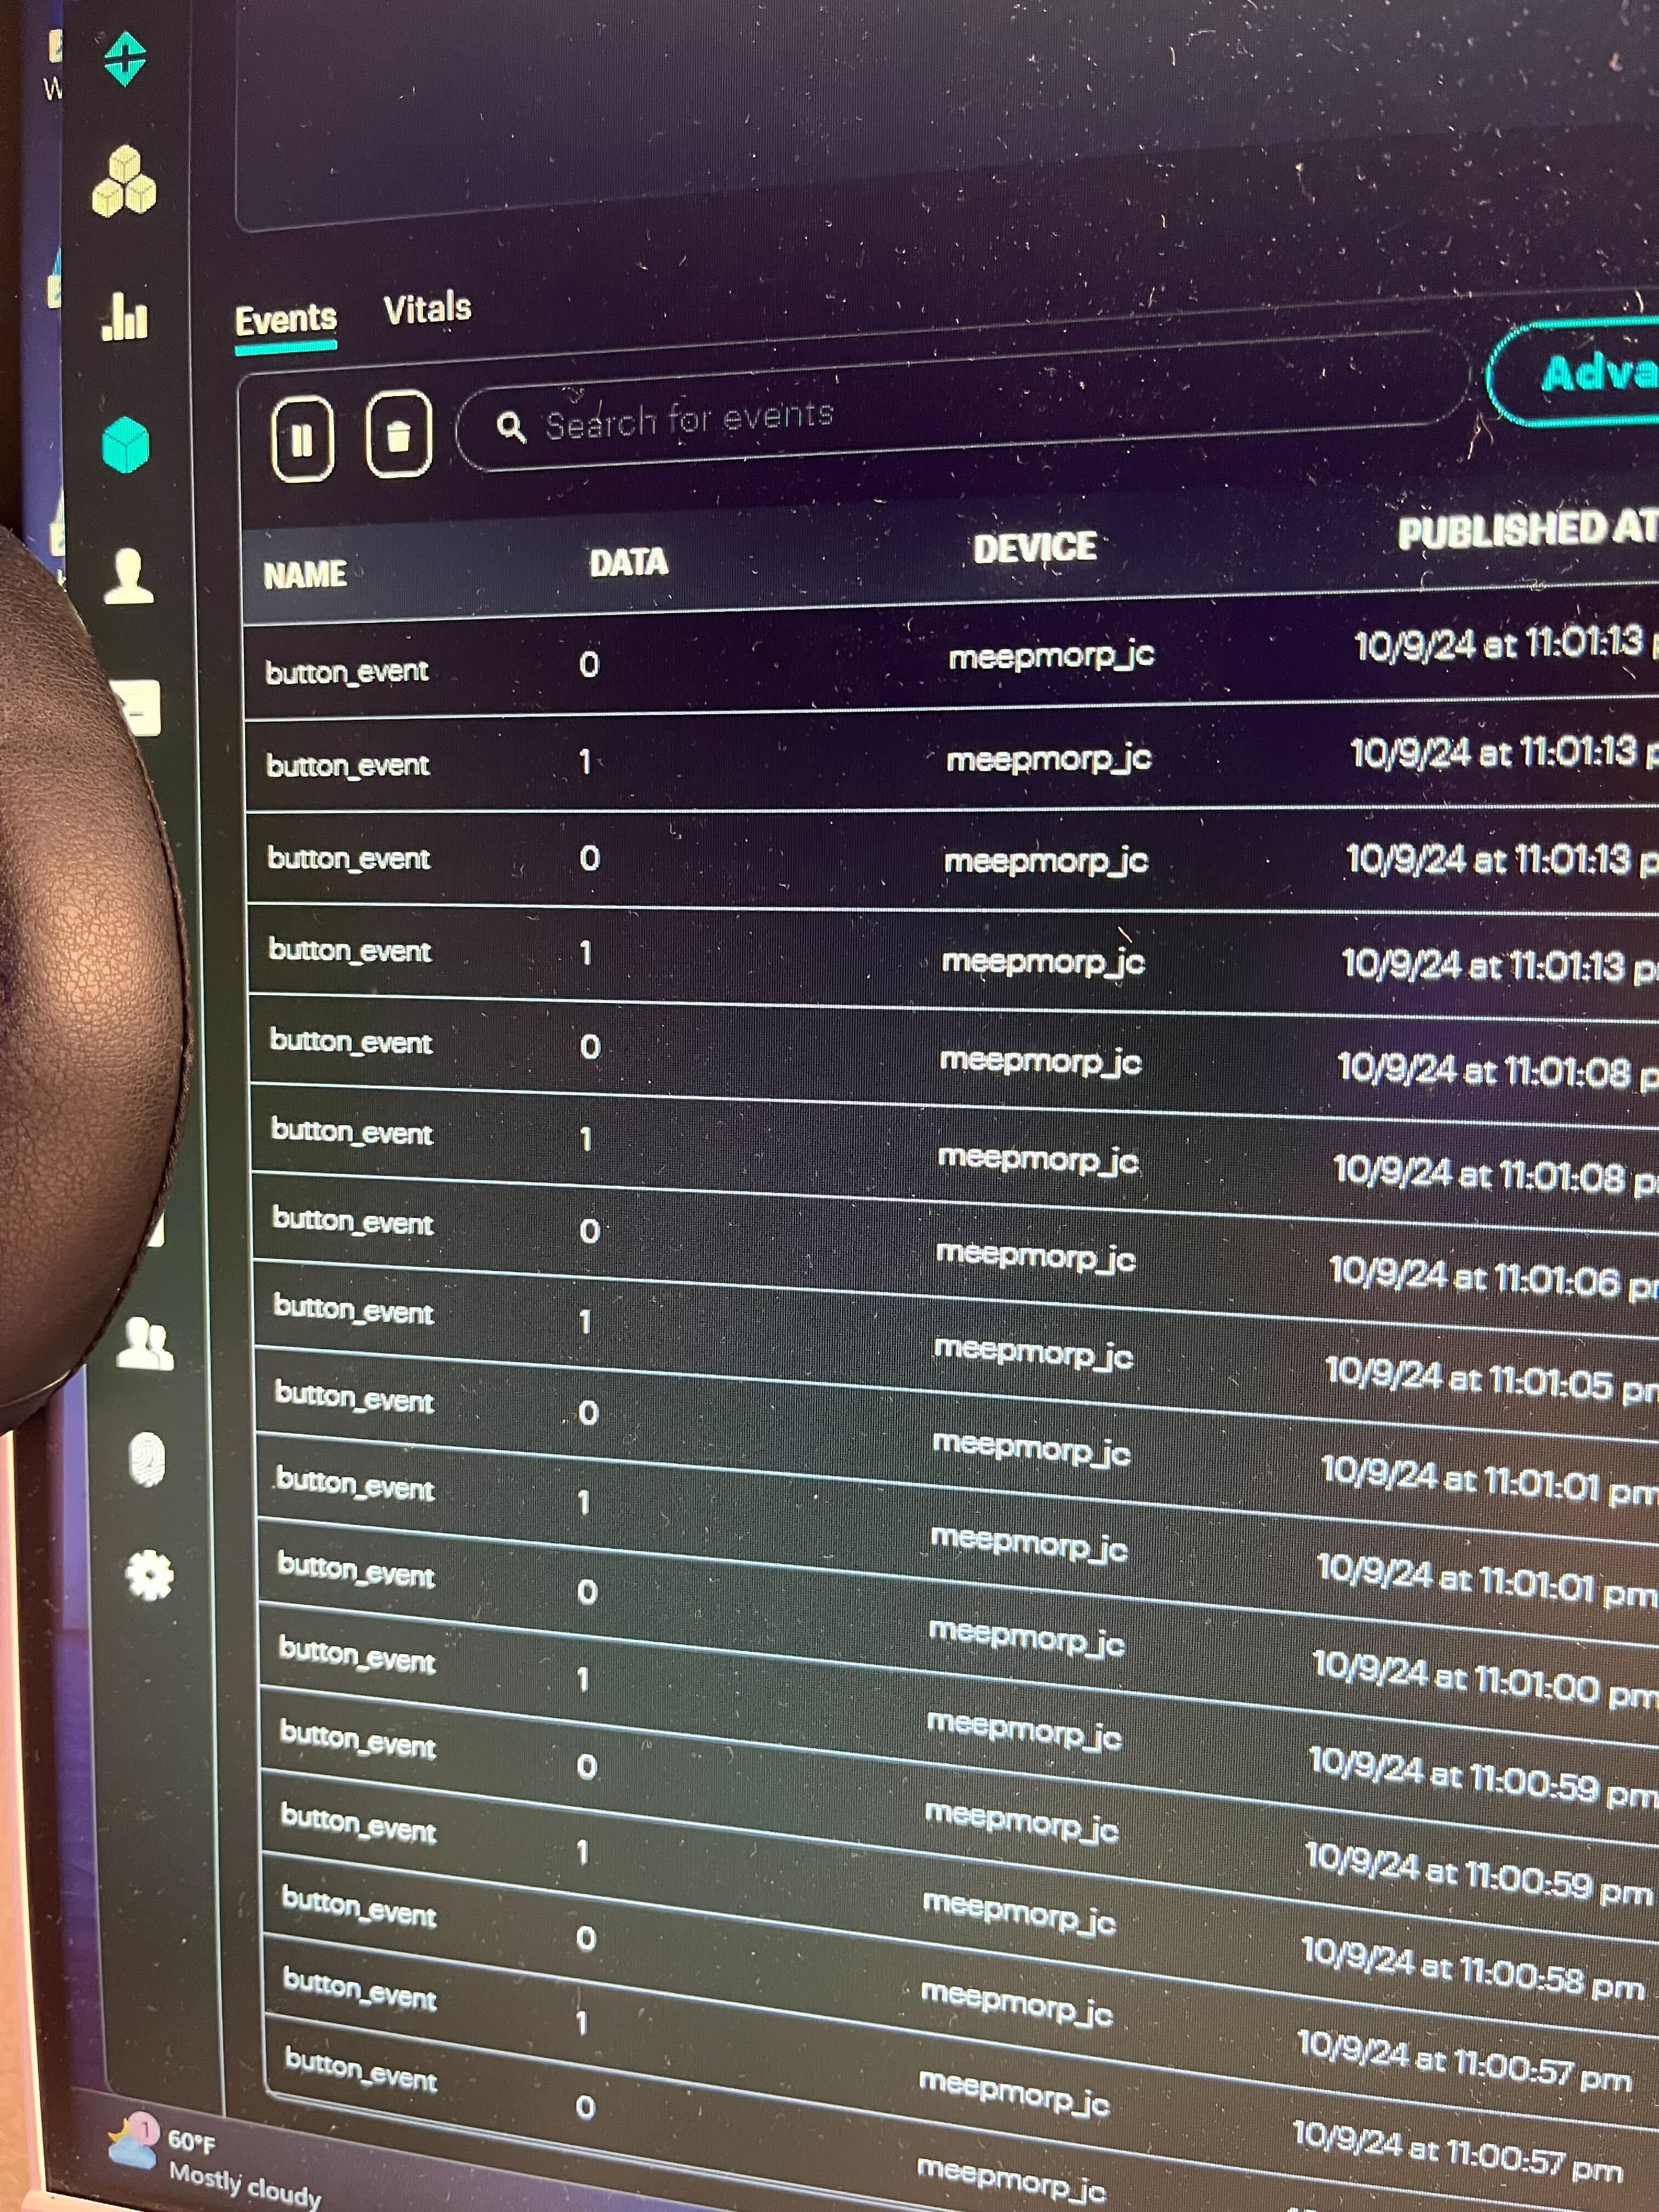 W
Events Vitals
Search for events
Adva
NAME DATA DEVICE PUBLISHED AT
button_event 0 meepmorp_jc 10/9/24 at 11:01:13 p
button_event 1 meepmorp_jc 10/9/24 at 11:01:13 p
button_event 0 meepmorp_jc 10/9/24 at 11:01:13 p
button_event 1 meepmorp_jc 10/9/24 at 11:01:13 p
button_event 0 meepmorp_jc 10/9/24 at 11:01:08 p
button_event 1 meepmorp_jc 10/9/24 at 11:01:08 p
button_event 0 meepmorp_jc 10/9/24 at 11:01:06 pm
button_event 1 meepmorp_jc 10/9/24 at 11:01:05 pm
button_event 0 meepmorp_jc 10/9/24 at 11:01:01 pm
button_event 1 meepmorp_jc 10/9/24 at 11:01:01 pm
button_event 0 meepmorp_jc 10/9/24 at 11:01:00 pm
button_event 1 meepmorp_jc 10/9/24 at 11:00:59 pm
button_event 0 meepmorp_jc 10/9/24 at 11:00:59 pm
button_event 1 meepmorp_jc 10/9/24 at 11:00:58 pm
button_event 0 meepmorp_jc 10/9/24 at 11:00:57 pm
button_event 1 meepmorp_jc 10/9/24 at 11:00:57 pm
button_event 0 meepmorp_jc
1
60°F
Mostly cloudy